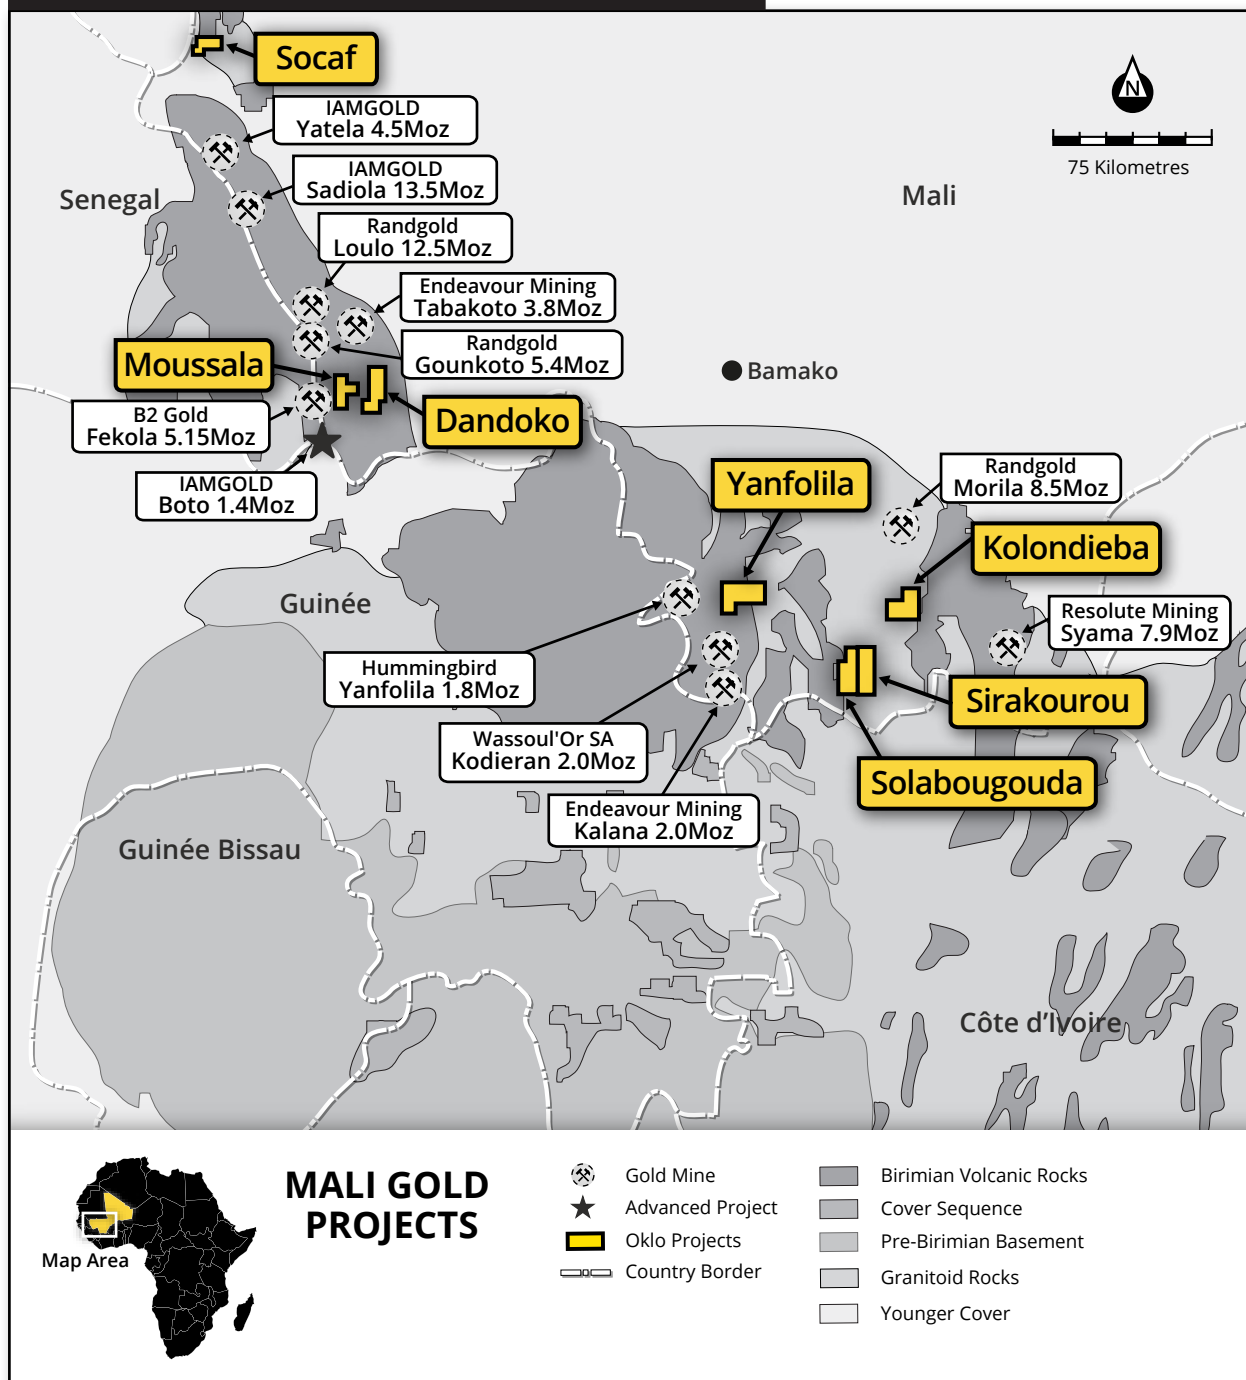 Socaf
IAMGOLD
Yatela 4.5Moz
N
75 Kilometres
IAMGOLD
Sadiola 13.5Moz
Senegal
Mali
Randgold
Loulo 12.5Moz
Endeavour Mining
Tabakoto 3.8Moz
Randgold
Gounkoto 5.4Moz
Moussala
Bamako
B2 Gold
Fekola 5.15Moz
Dandoko
IAMGOLD
Boto 1.4Moz
Yanfolila
Randgold
Morila 8.5Moz
Kolondieba
Guinée
Resolute Mining
Syama 7.9Moz
Hummingbird
Yanfolila 1.8Moz
Sirakourou
Wassoul'Or SA
Kodieran 2.0Moz
Solabougouda
Endeavour Mining
Kalana 2.0Moz
Guinée Bissau
Côte d’Ivoire
Map Area
MALI GOLD
PROJECTS
Gold Mine
Advanced Project
Oklo Projects
Country Border
Birimian Volcanic Rocks
Cover Sequence
Pre-Birimian Basement
Granitoid Rocks
Younger Cover